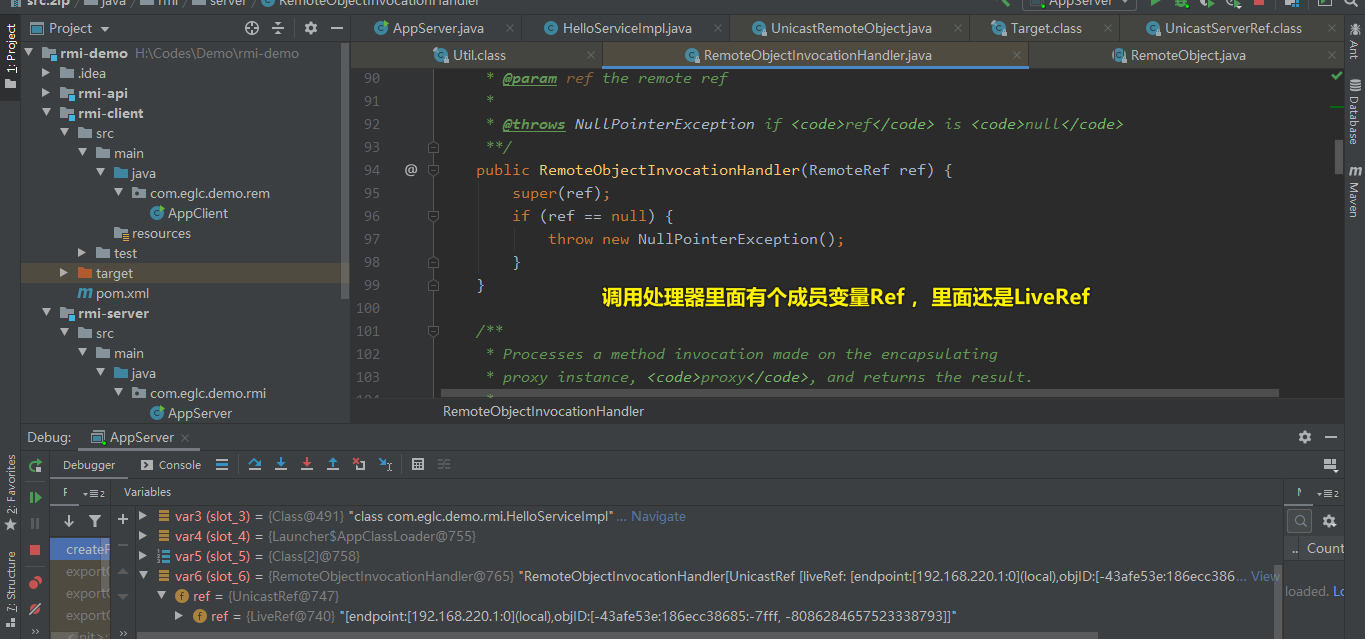 src.zip java rmi server RemoteObjectInvocationHandler
AppServer
Project
AppServer.java
HelloServiceImpl.java
UnicastRemoteObject.java
Target.class
UnicastServerRef.class
Util.class
RemoteObjectInvocationHandler.java
RemoteObject.java
1: Project
rmi-demo H:\Codes\Demo\rmi-demo
.idea
rmi-api
rmi-client
src
main
java
com.eglc.demo.rem
AppClient
resources
test
target
pom.xml
rmi-server
src
main
java
com.eglc.demo.rmi
AppServer
90 * @param ref the remote ref
91 *
92 * @throws NullPointerException if <code>ref</code> is <code>null</code>
93 **/
94 @ public RemoteObjectInvocationHandler(RemoteRef ref) {
95 super(ref);
96 if (ref == null) {
97 throw new NullPointerException();
98 }
99 }
调用处理器里面有个成员变量Ref ，里面还是LiveRef
100
101 /**
102 * Processes a method invocation made on the encapsulating
103 * proxy instance, <code>proxy</code>, and returns the result.
RemoteObjectInvocationHandler
Ant
Database
Maven
Debug: AppServer
Debugger
Console
Variables
2: Favorites
7: Structure
createP
export
export
export
<init>:
var3 (slot_3) = {Class@491} "class com.eglc.demo.rmi.HelloServiceImpl" ... Navigate
var4 (slot_4) = {Launcher$AppClassLoader@755}
var5 (slot_5) = {Class[2]@758}
var6 (slot_6) = {RemoteObjectInvocationHandler@765} "RemoteObjectInvocationHandler[UnicastRef [liveRef: [endpoint:[192.168.220.1:0](local),objID:[-43afe53e:186ecc386... View
ref = {UnicastRef@747}
ref = {LiveRef@740} "[endpoint:[192.168.220.1:0](local),objID:[-43afe53e:186ecc38685:-7fff, -8086284657523338793]]"
.. Count
loaded. Lo